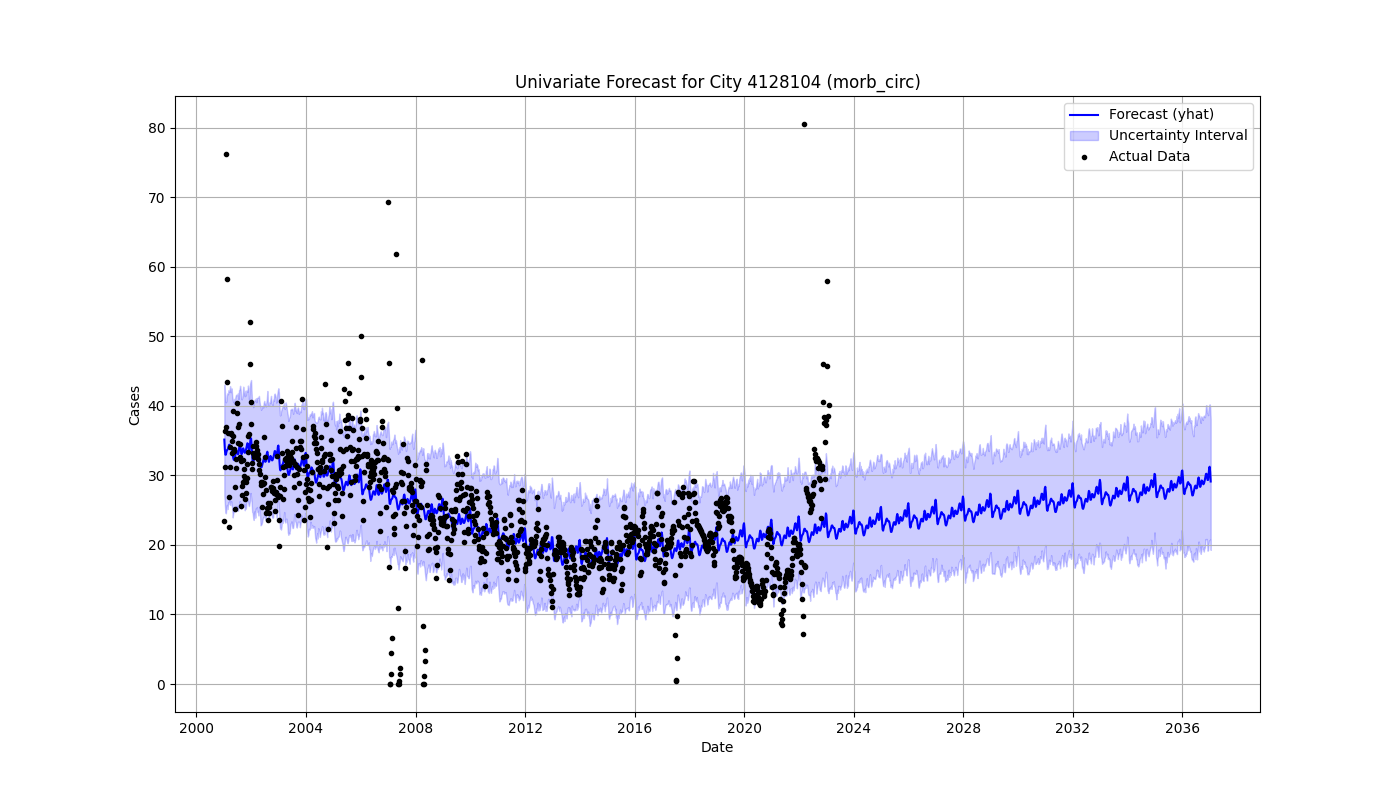 Univariate Forecast for City 4128104 (morb_circ)
Forecast (yhat)
Uncertainty Interval
Actual Data
Cases
80
70
60
50
40
30
20
10
0
2000 2004 2008 2012 2016 2020 2024 2028 2032 2036
Date